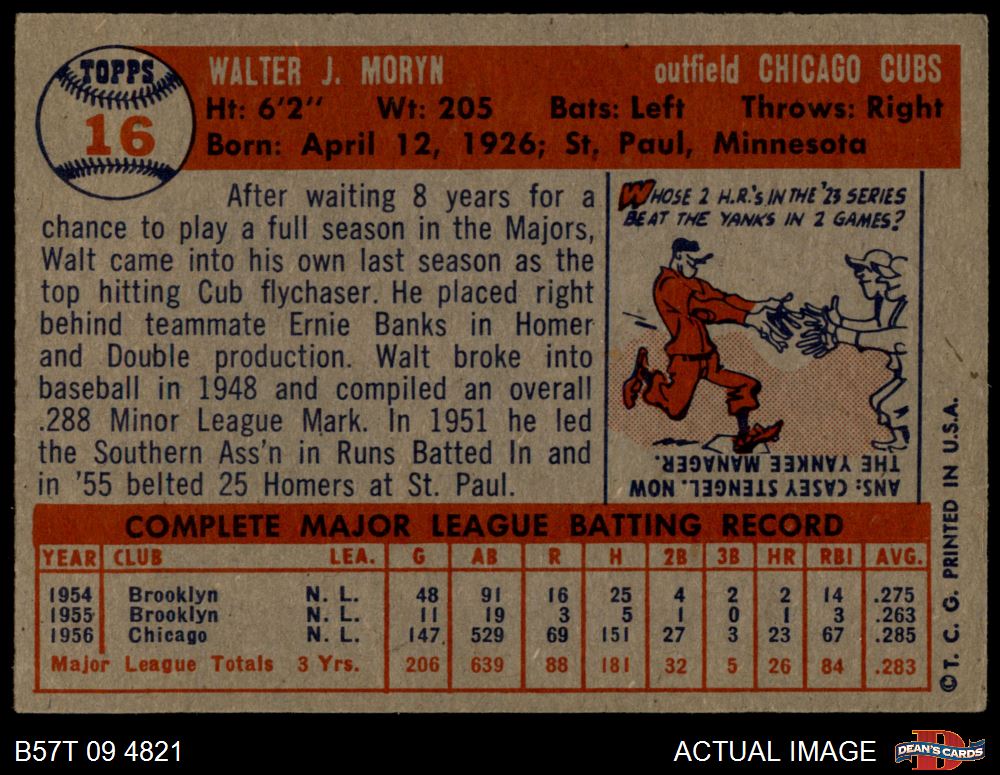 TOPPS
16
WALTER J. MORYN outfield CHICAGO CUBS
Ht: 6'2" Wt: 205 Bats: Left Throws: Right
Born: April 12, 1926; St. Paul, Minnesota
After waiting 8 years for a
chance to play a full season in the Majors,
Walt came into his own last season as the
top hitting Cub flychaser. He placed right
behind teammate Ernie Banks in Homer
and Double production. Walt broke into
baseball in 1948 and compiled an overall
.288 Minor League Mark. In 1951 he led
the Southern Ass'n in Runs Batted In and
in '55 belted 25 Homers at St. Paul.
WHOSE 2 H.R.'S IN THE '23 SERIES
BEAT THE YANKS IN 2 GAMES?
ANS: CASEY STENGEL. NOW
THE YANKEE MANAGER.
COMPLETE MAJOR LEAGUE BATTING RECORD
YEAR CLUB LEA. G AB R H 2B 3B HR RBI AVG.
1954 Brooklyn N. L. 48 91 16 25 4 2 2 14 .275
1955 Brooklyn N. L. 11 19 3 5 1 0 1 3 .263
1956 Chicago N. L. 147 529 69 151 27 3 23 67 .285
Major League Totals 3 Yrs. 206 639 88 181 32 5 26 84 .283
©T. C. G. PRINTED IN U.S.A.
B57T 09 4821 ACTUAL IMAGE
DEAN'S CARDS